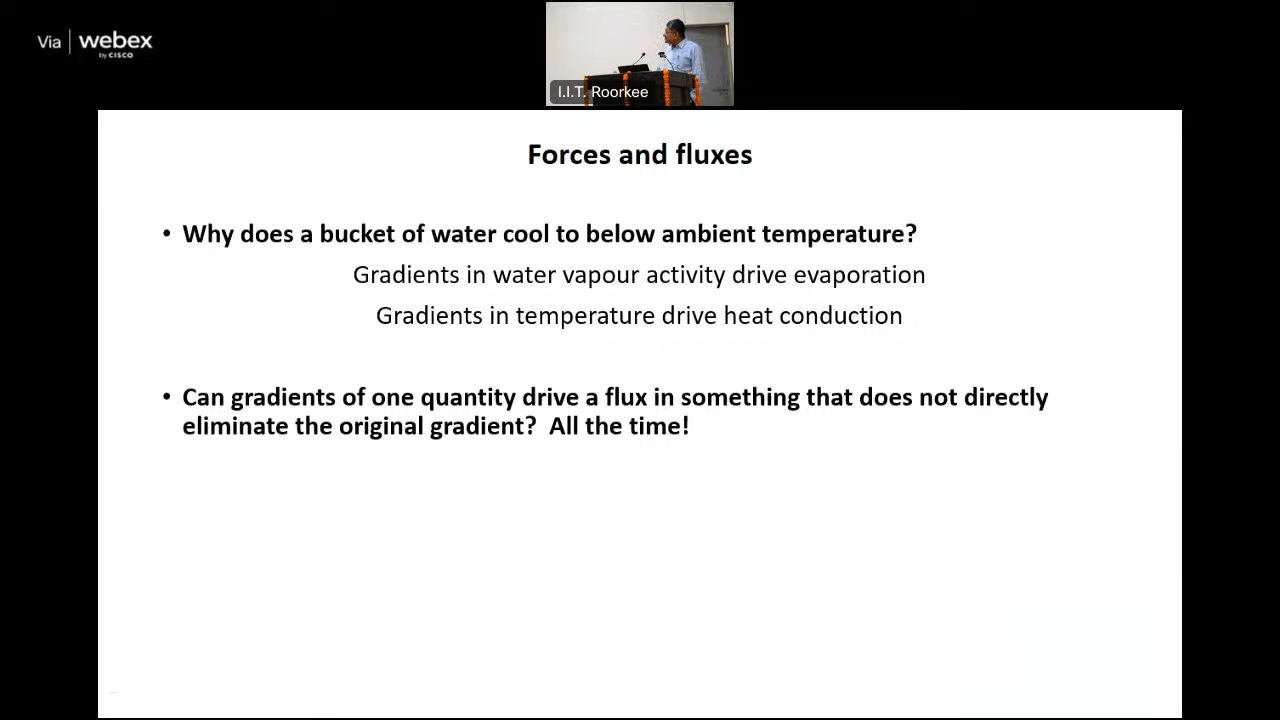 Via | webex
by CISCO
I.I.T. Roorkee
Forces and fluxes
• Why does a bucket of water cool to below ambient temperature?
Gradients in water vapour activity drive evaporation
Gradients in temperature drive heat conduction
• Can gradients of one quantity drive a flux in something that does not directly
eliminate the original gradient?  All the time!